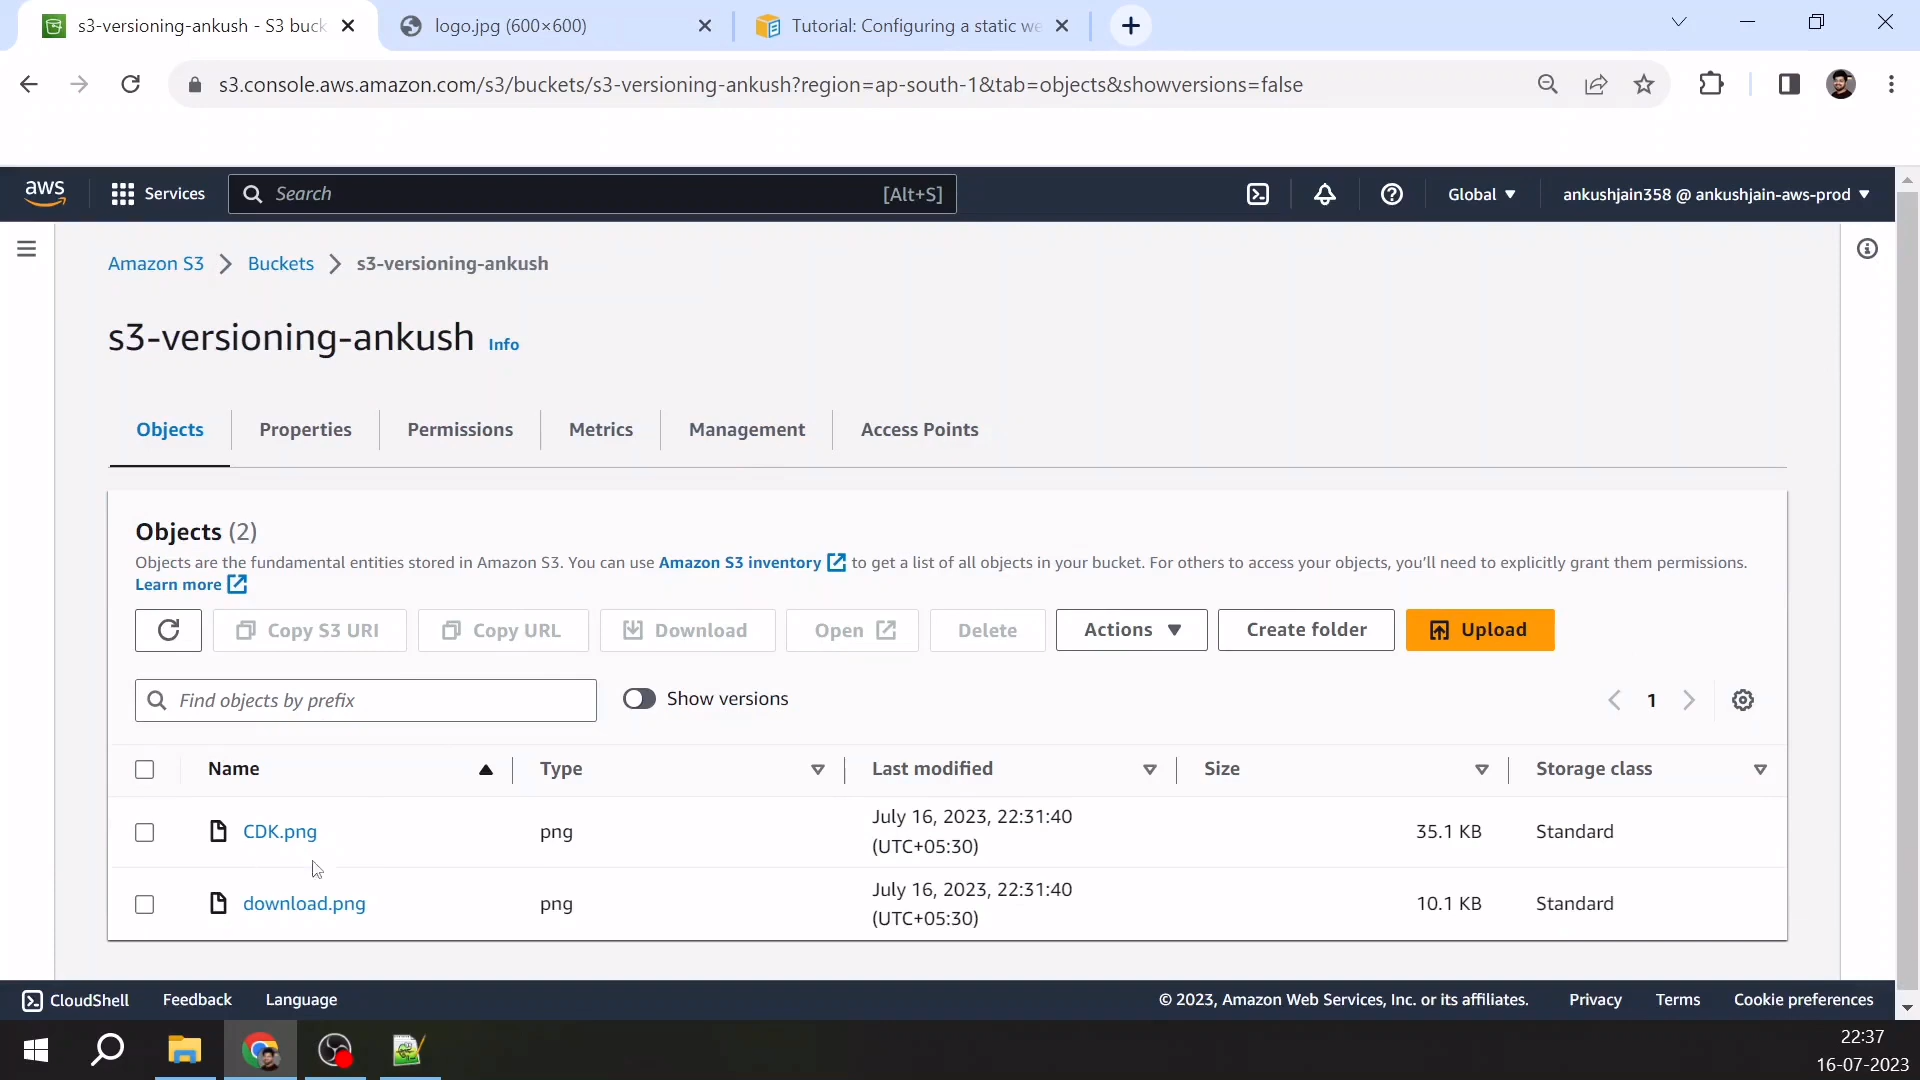 s3-versioning-ankush - S3 buck
logo.jpg (600×600)
Tutorial: Configuring a static we
s3.console.aws.amazon.com/s3/buckets/s3-versioning-ankush?region=ap-south-1&tab=objects&showversions=false
aws Services Search [Alt+S] Global ankushjain358 @ ankushjain-aws-prod
Amazon S3 Buckets s3-versioning-ankush
s3-versioning-ankush Info
Objects Properties Permissions Metrics Management Access Points
Objects (2)
Objects are the fundamental entities stored in Amazon S3. You can use Amazon S3 inventory to get a list of all objects in your bucket. For others to access your objects, you'll need to explicitly grant them permissions.
Learn more
Copy S3 URI Copy URL Download Open Delete Actions Create folder Upload
Find objects by prefix Show versions 1
Name Type Last modified Size Storage class
CDK.png png July 16, 2023, 22:31:40 35.1 KB Standard
(UTC+05:30)
download.png png July 16, 2023, 22:31:40 10.1 KB Standard
(UTC+05:30)
CloudShell Feedback Language © 2023, Amazon Web Services, Inc. or its affiliates. Privacy Terms Cookie preferences
22:37
16-07-2023